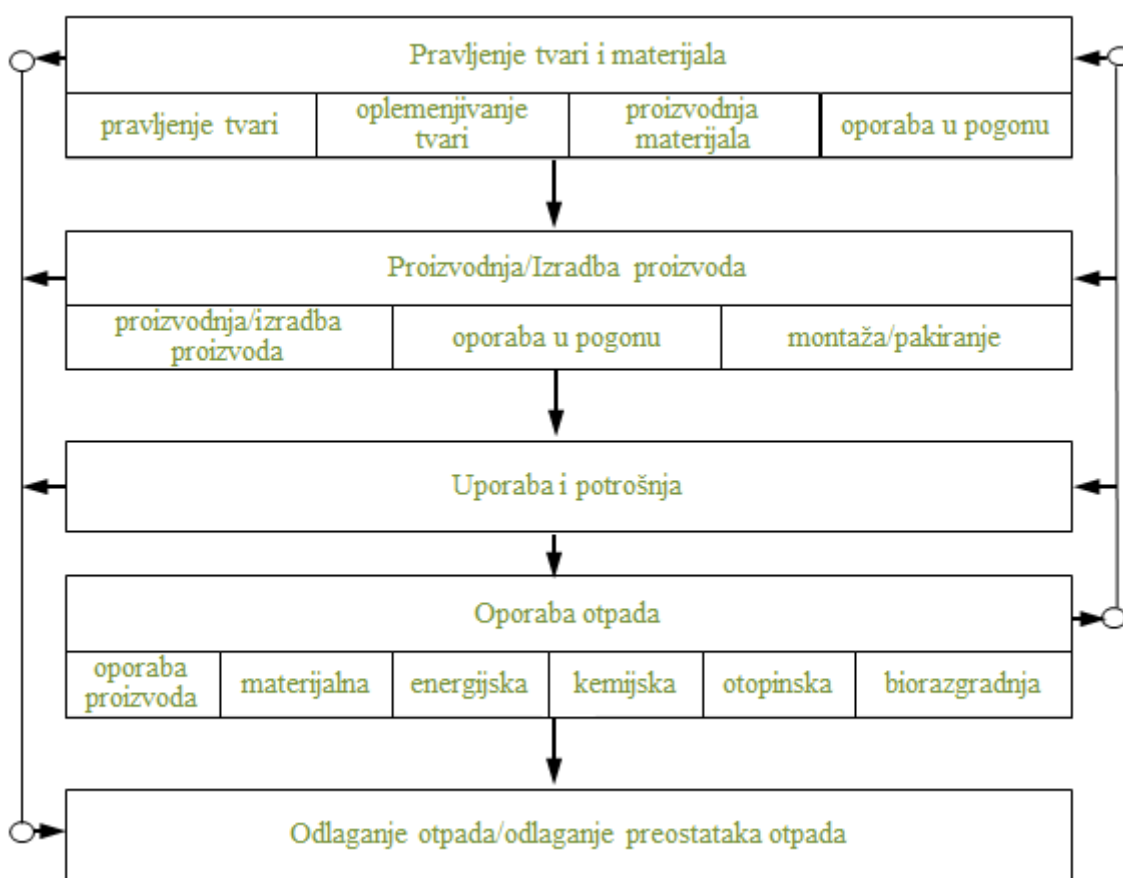 Pravljenje tvari i materijala
pravljenje tvari
oplemenjivanje
tvari
proizvodnja
materijala
oporaba u pogonu
Proizvodnja/Izradba proizvoda
proizvodnja/izradba
proizvoda
oporaba u pogonu
montaža/pakiranje
Uporaba i potrošnja
Oporaba otpada
oporaba
proizvoda
materijalna
energijska
kemijska
otopinska
biorazgradnja
Odlaganje otpada/odlaganje preostataka otpada